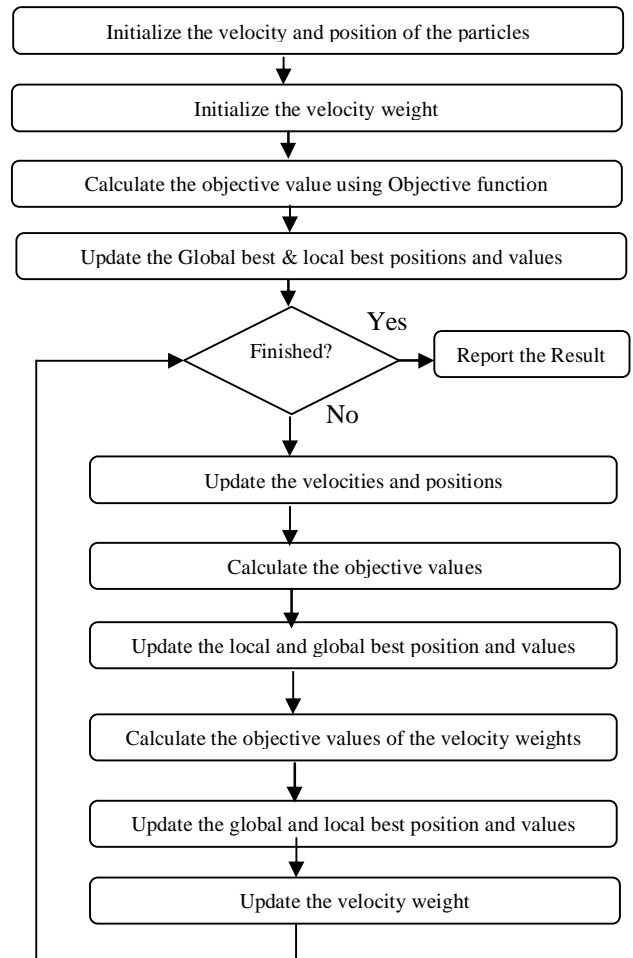 Initialize the velocity and position of the particles
Initialize the velocity weight
Calculate the objective value using Objective function
Update the Global best & local best positions and values
Yes
Finished?
Report the Result
No
Update the velocities and positions
Calculate the objective values
Update the local and global best position and values
Calculate the objective values of the velocity weights
Update the global and local best position and values
Update the velocity weight